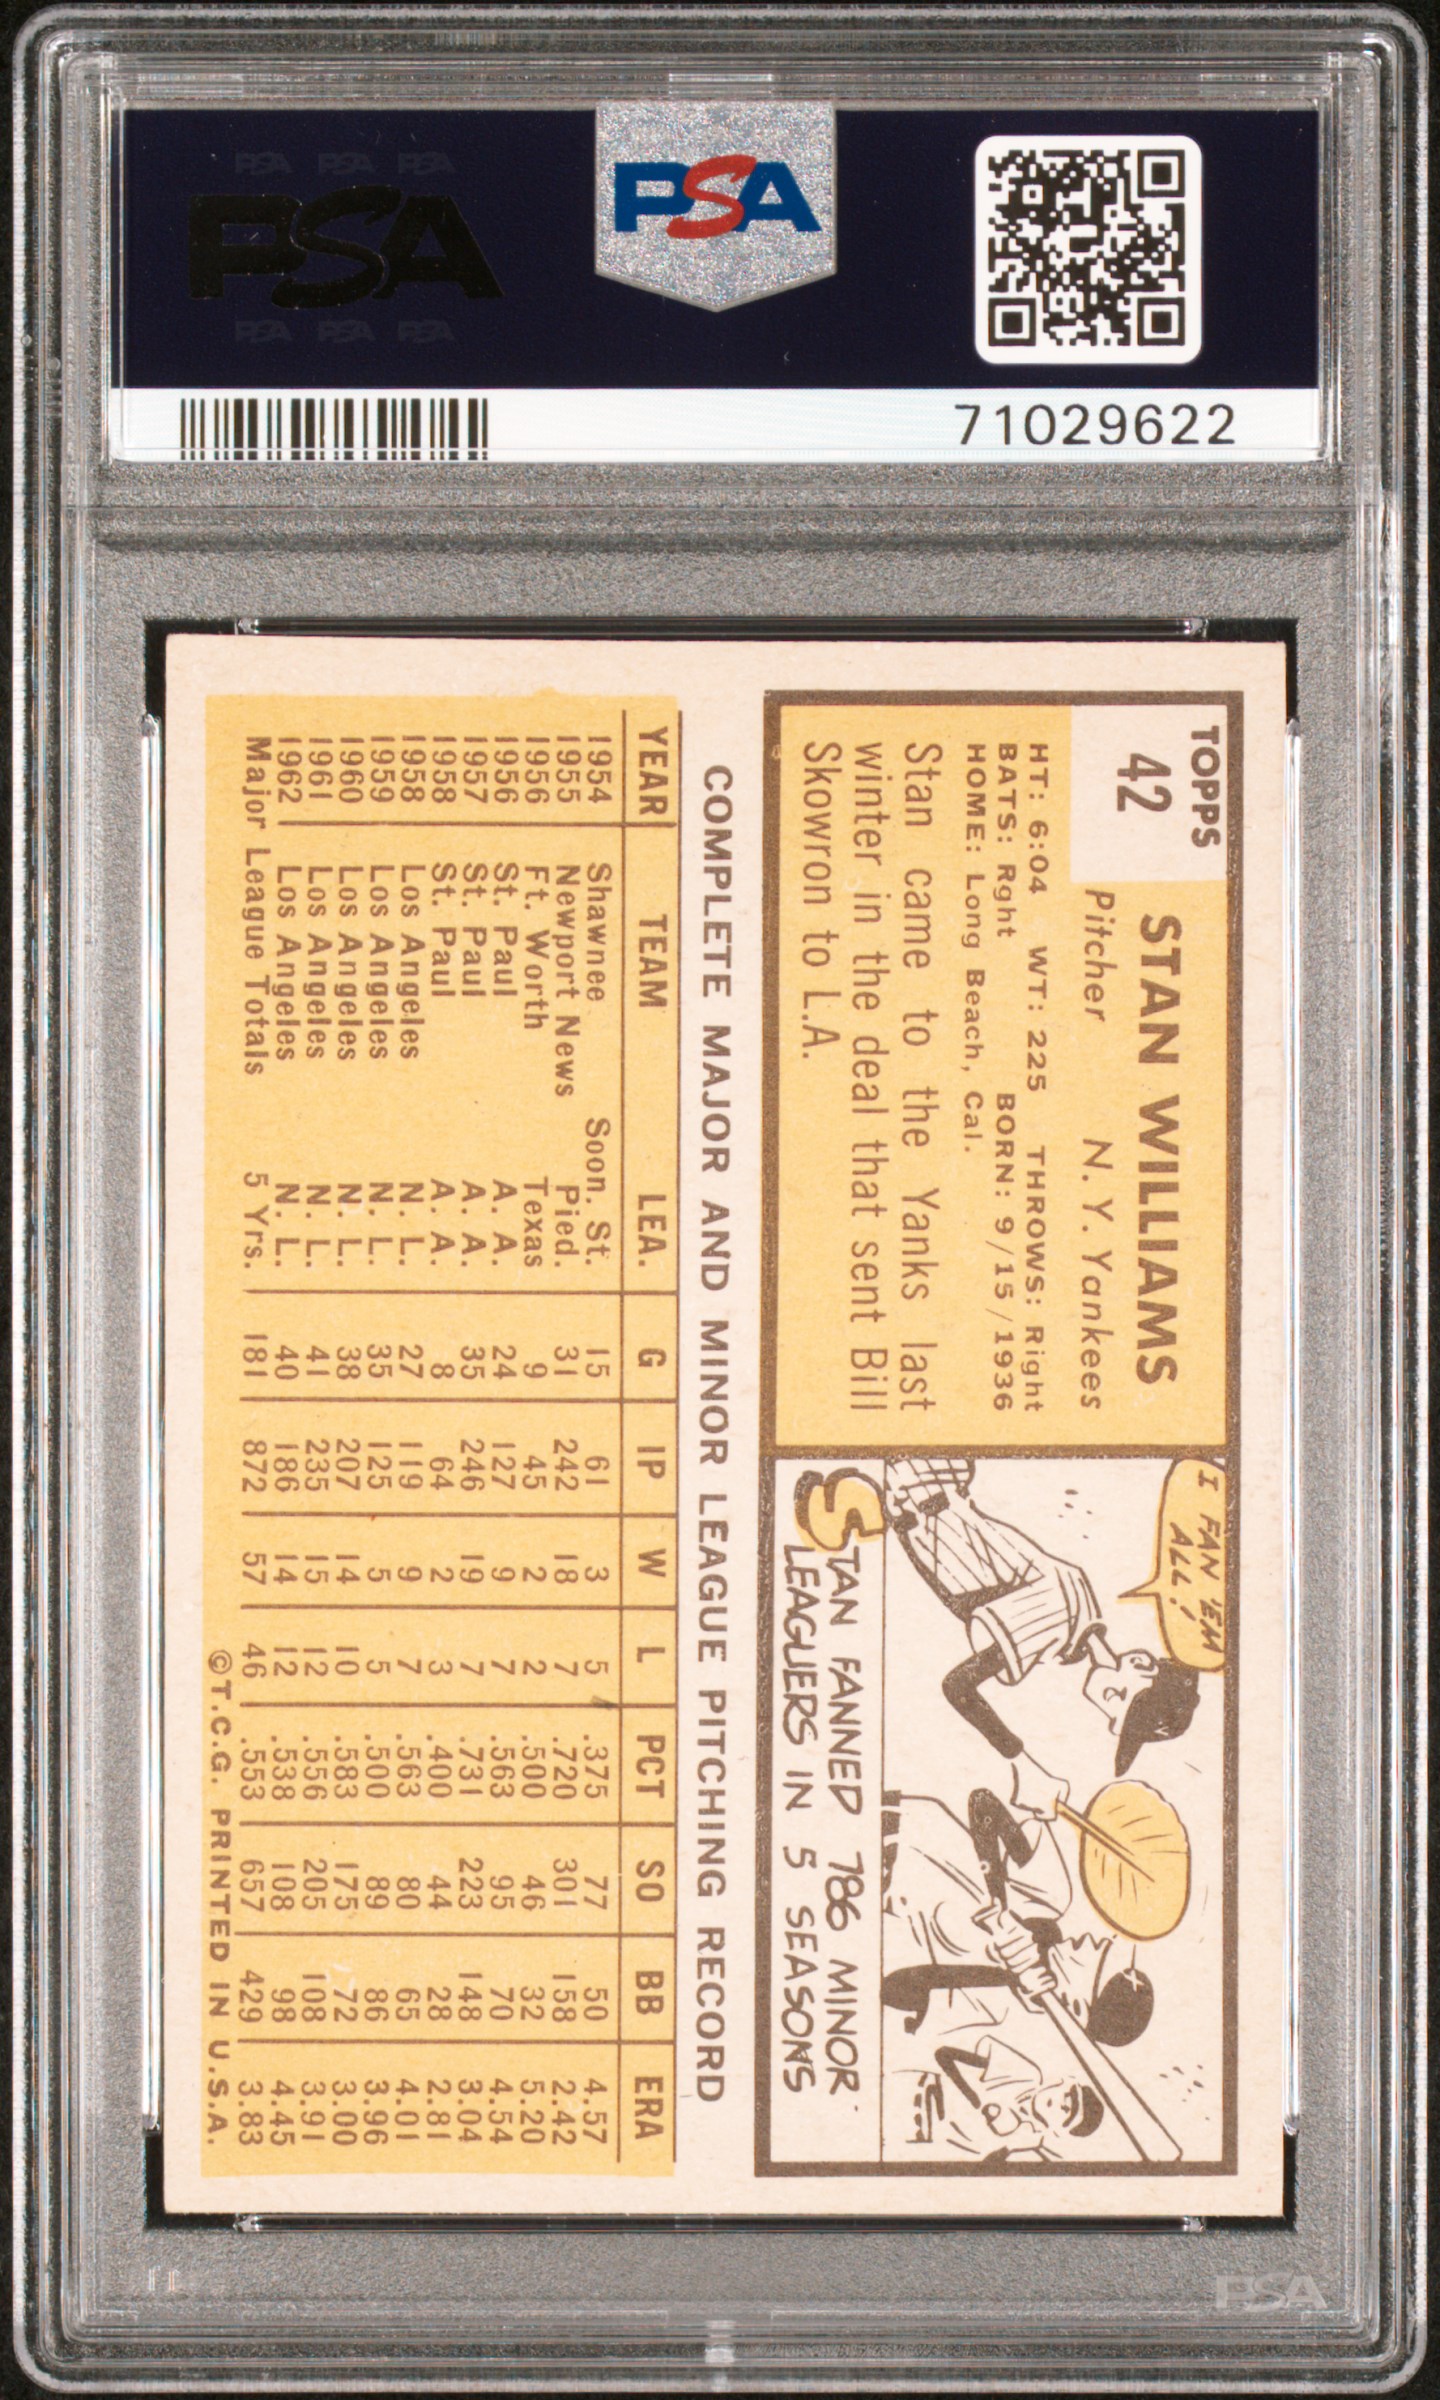 PSA PSA PSA
PSA
PSA PSA PSA
PSA
71029622
TOPPS
42
STAN WILLIAMS
Pitcher N. Y. Yankees
HT: 6:04 WT: 225 THROWS: Right
BATS: Rght BORN: 9/15/1936
HOME: Long Beach, Cal.
Stan came to the Yanks last
winter in the deal that sent Bill
Skowron to L.A.
I FAN 'EM
ALL!
STAN FANNED 786 MINOR
LEAGUERS IN 5 SEASONS
COMPLETE MAJOR AND MINOR LEAGUE PITCHING RECORD
YEAR TEAM LEA. G IP W L PCT SO BB ERA
1954 Shawnee Soon. St. 15 61 3 5 .375 77 50 4.57
1955 Newport News Pied. 31 242 18 7 .720 301 158 2.42
1956 Ft. Worth Texas 9 45 2 2 .500 46 32 5.20
1956 St. Paul A. A. 24 127 9 7 .563 95 70 4.54
1957 St. Paul A. A. 35 246 19 7 .731 223 148 3.04
1958 St. Paul A. A. 8 64 2 3 .400 44 28 2.81
1958 Los Angeles N. L. 27 119 9 7 .563 80 65 4.01
1959 Los Angeles N. L. 35 125 5 5 .500 89 86 3.96
1960 Los Angeles N. L. 38 207 14 10 .583 175 72 3.00
1961 Los Angeles N. L. 41 235 15 12 .556 205 108 3.91
1962 Los Angeles N. L. 40 186 14 12 .538 108 98 4.45
Major League Totals 5 Yrs. 181 872 57 46 .553 657 429 3.83
©T.C.G. PRINTED IN U.S.A.
PSA